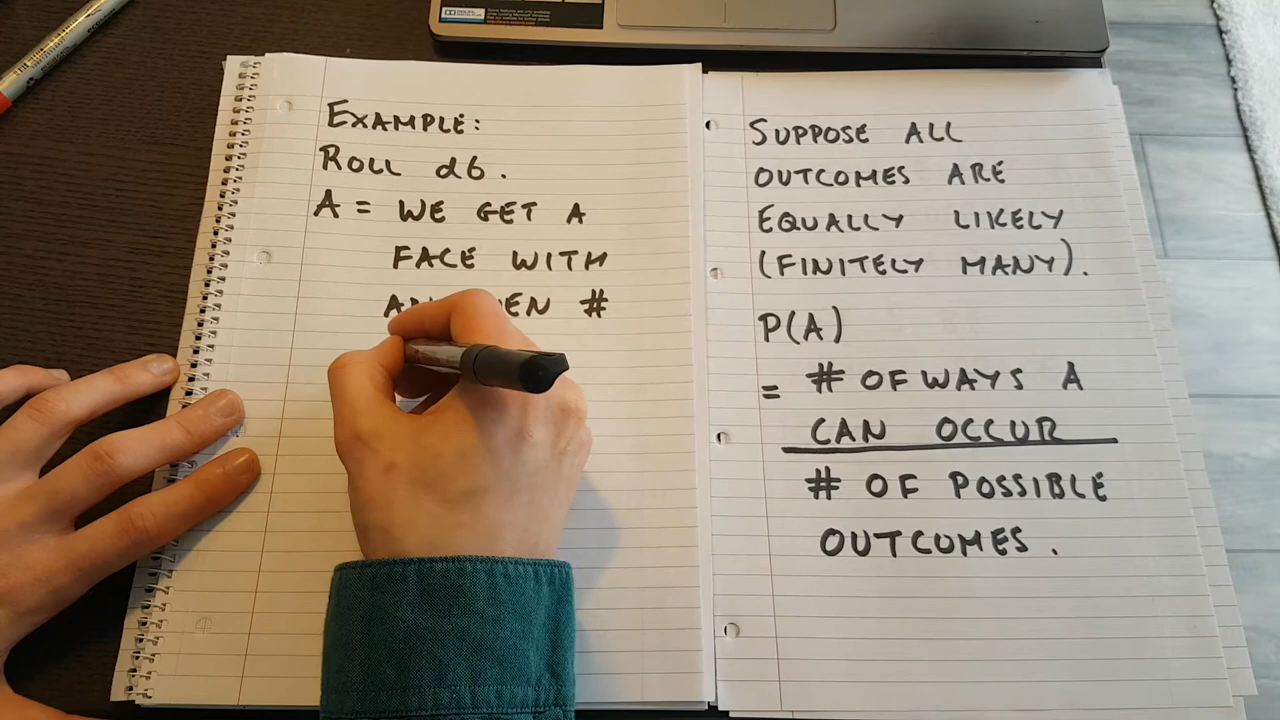 EXAMPLE:
ROLL d6.
A = WE GET A
FACE WITH
#
SUPPOSE ALL
OUTCOMES ARE
EQUALLY LIKELY
(FINITELY MANY).
P(A)
= # OF WAYS A
CAN OCCUR
# OF POSSIBLE
OUTCOMES.